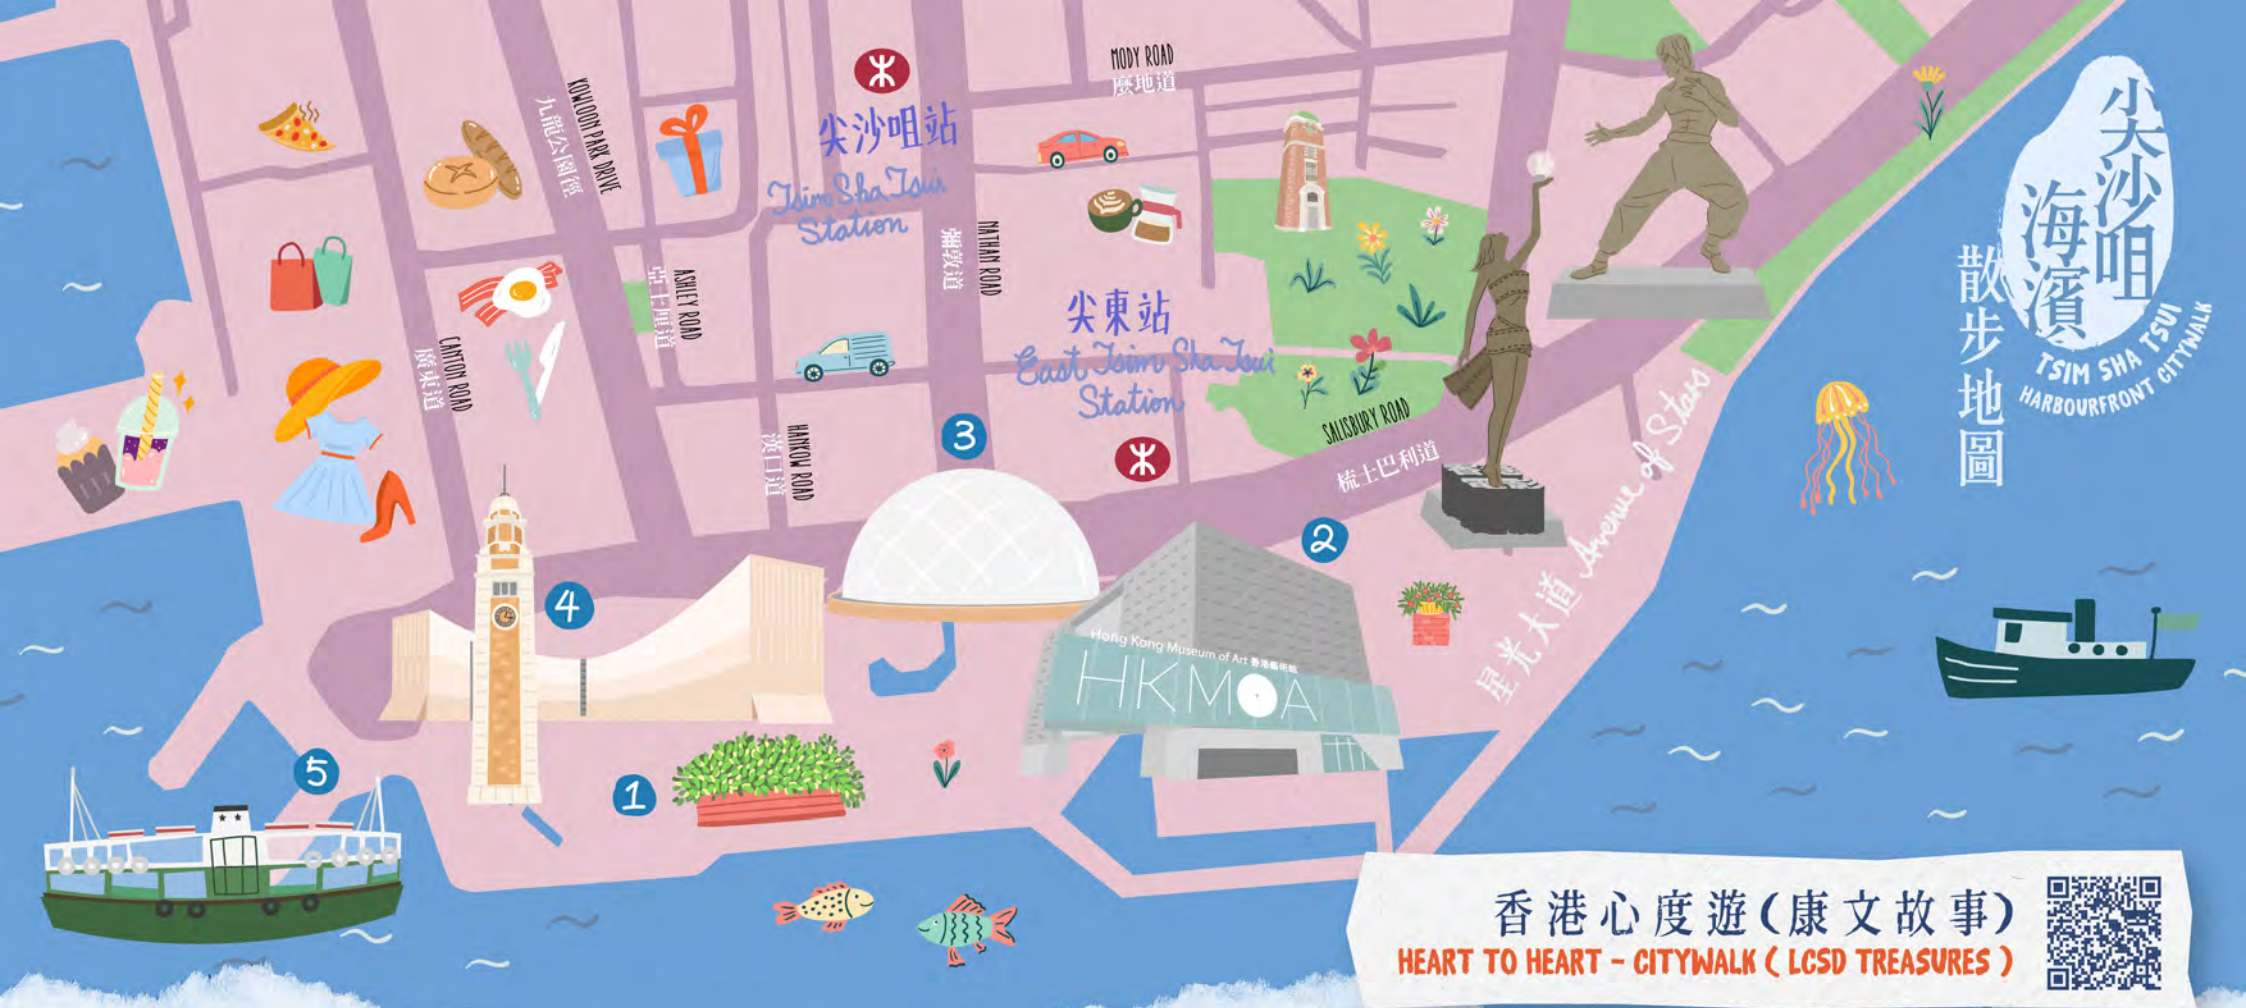 MODY ROAD
麼地道
KOWLOON PARK DRIVE
九龍公園徑
尖沙咀站
Tsim Sha Tsui
Station
NATHAN ROAD
彌敦道
ASHLEY ROAD
亞士厘道
CANTON ROAD
廣東道
HANKOW ROAD
漢口道
尖東站
East Tsim Sha Tsui
Station
SALISBURY ROAD
梳士巴利道
星光大道 Avenue of Stars
3
2
4
5
1
Hong Kong Museum of Art 香港藝術館
HKMOA
尖沙咀
海濱
散步地圖
TSIM SHA TSUI
HARBOURFRONT CITYWALK
香港心度遊(康文故事)
HEART TO HEART - CITYWALK ( LCSD TREASURES )